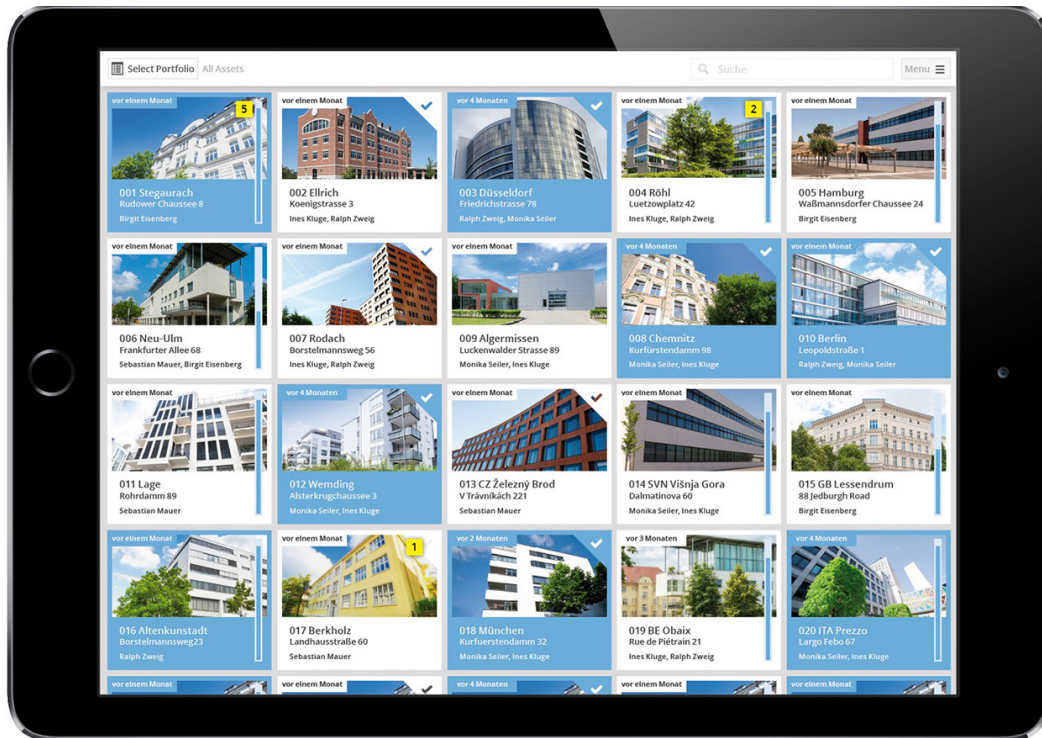 Select Portfolio All Assets
Suche
Menu
vor einem Monat
5
001 Stegaurach
Rudower Chaussee 8
Birgit Eisenberg
vor einem Monat
002 Ellrich
Koenigstrasse 3
Ines Kluge, Ralph Zweig
vor 4 Monaten
003 Düsseldorf
Friedrichstrasse 78
Ralph Zweig, Monika Seiler
vor einem Monat
2
004 Röhl
Luetzowplatz 42
Ines Kluge, Ralph Zweig
vor einem Monat
005 Hamburg
Waßmannsdorfer Chaussee 24
Birgit Eisenberg
vor einem Monat
006 Neu-Ulm
Frankfurter Allee 68
Sebastian Mauer, Birgit Eisenberg
vor einem Monat
007 Rodach
Borstelmannsweg 56
Ines Kluge, Ralph Zweig
vor einem Monat
009 Algermissen
Luckenwalder Strasse 89
Monika Seiler, Ines Kluge
vor 4 Monaten
008 Chemnitz
Kurfürstendamm 98
Monika Seiler, Ines Kluge
vor 4 Monaten
010 Berlin
Leopoldstraße 1
Ralph Zweig, Monika Seiler
vor einem Monat
011 Lage
Rohrdamm 89
Sebastian Mauer
vor 4 Monaten
012 Wemding
Alsterkrugchaussee 3
Monika Seiler, Ines Kluge
vor einem Monat
013 CZ Železný Brod
V Trávníkách 221
Sebastian Mauer
vor einem Monat
014 SVN Višnja Gora
Dalmatinova 60
Monika Seiler, Ines Kluge
vor einem Monat
015 GB Lessendrum
88 Jedburgh Road
Birgit Eisenberg
vor einem Monat
016 Altenkunstadt
Borstelmannsweg23
Ralph Zweig
vor einem Monat
1
017 Berkholz
Landhausstraße 60
Sebastian Mauer
vor 2 Monaten
018 München
Kurfuerstendamm 32
Monika Seiler, Ines Kluge
vor 3 Monaten
019 BE Obaix
Rue de Piétrain 21
Ines Kluge, Ralph Zweig
vor 4 Monaten
020 ITA Prezzo
Largo Febo 67
Monika Seiler, Ines Kluge
vor einem Monat
vor einem Monat
vor 4 Monaten
vor einem Monat
vor einem Monat